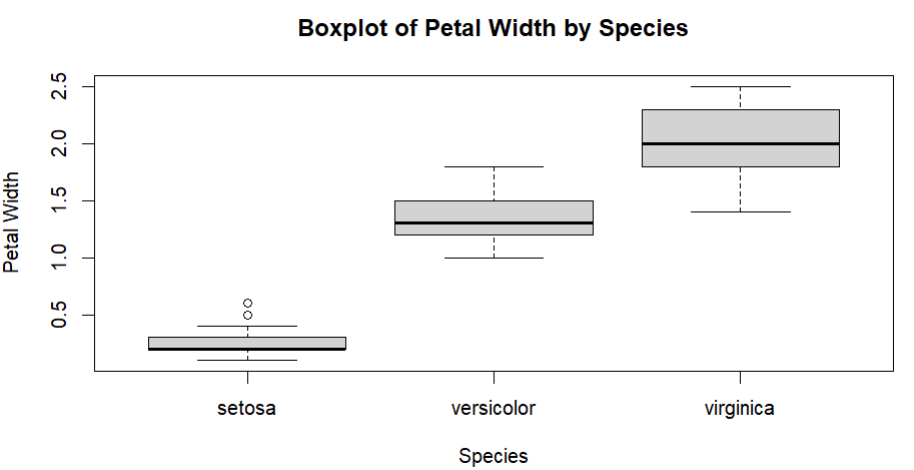 Boxplot of Petal Width by Species
Petal Width
2.5
2.0
1.5
1.0
0.5
setosa versicolor virginica
Species